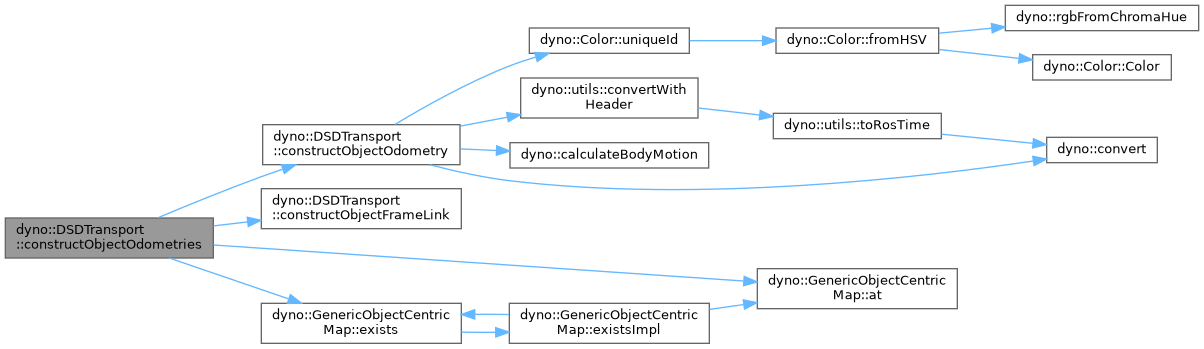 dyno::DSDTransport
::constructObjectOdometries
dyno::DSDTransport
::constructObjectOdometry
dyno::DSDTransport
::constructObjectFrameLink
dyno::GenericObjectCentric
Map::exists
dyno::Color::uniqueId
dyno::utils::convertWith
Header
dyno::calculateBodyMotion
dyno::GenericObjectCentric
Map::existsImpl
dyno::Color::fromHSV
dyno::utils::toRosTime
dyno::GenericObjectCentric
Map::at
dyno::rgbFromChromaHue
dyno::Color::Color
dyno::convert